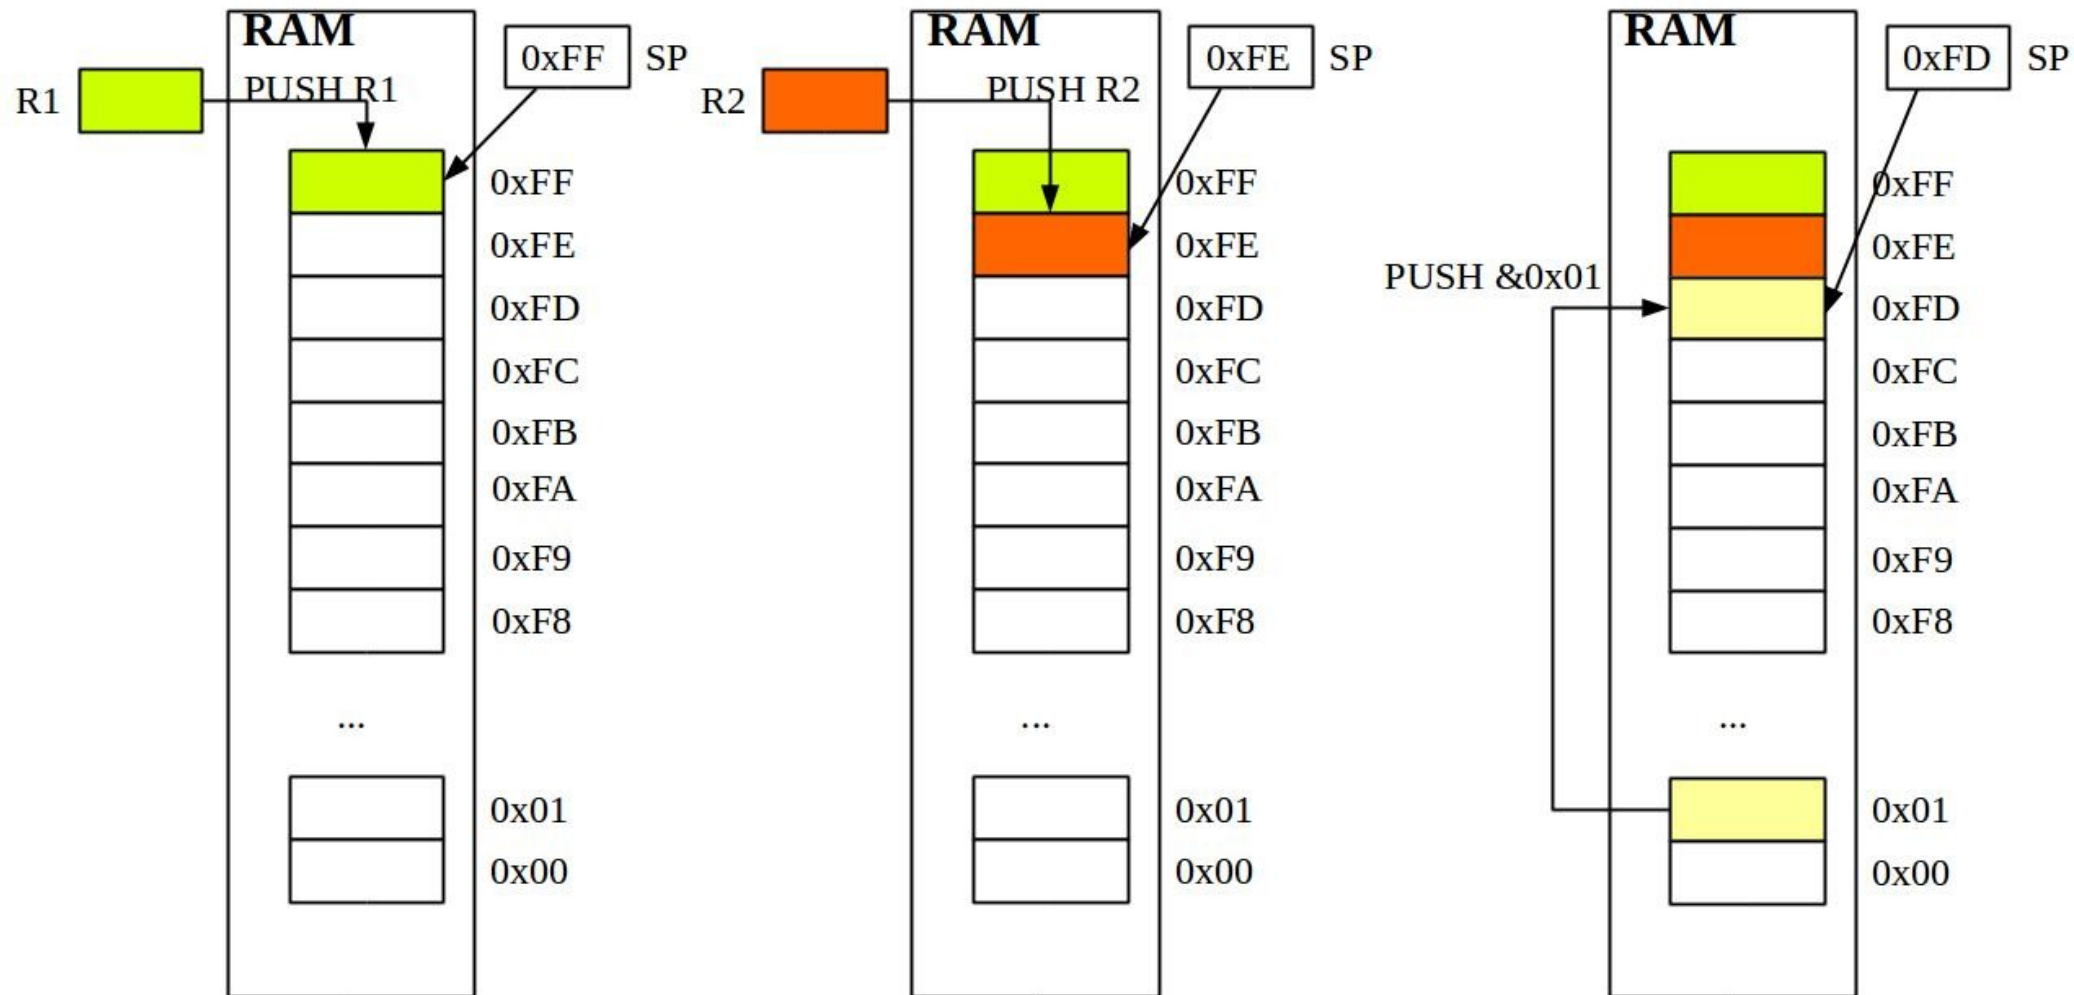 RAM
0xFF SP
PUSH R1
R1
0xFF
0xFE
0xFD
0xFC
0xFB
0xFA
0xF9
0xF8
...
0x01
0x00
RAM
0xFE SP
PUSH R2
R2
0xFF
0xFE
0xFD
0xFC
0xFB
0xFA
0xF9
0xF8
...
0x01
0x00
RAM
0xFD SP
0xFF
0xFE
PUSH &0x01
0xFD
0xFC
0xFB
0xFA
0xF9
0xF8
...
0x01
0x00